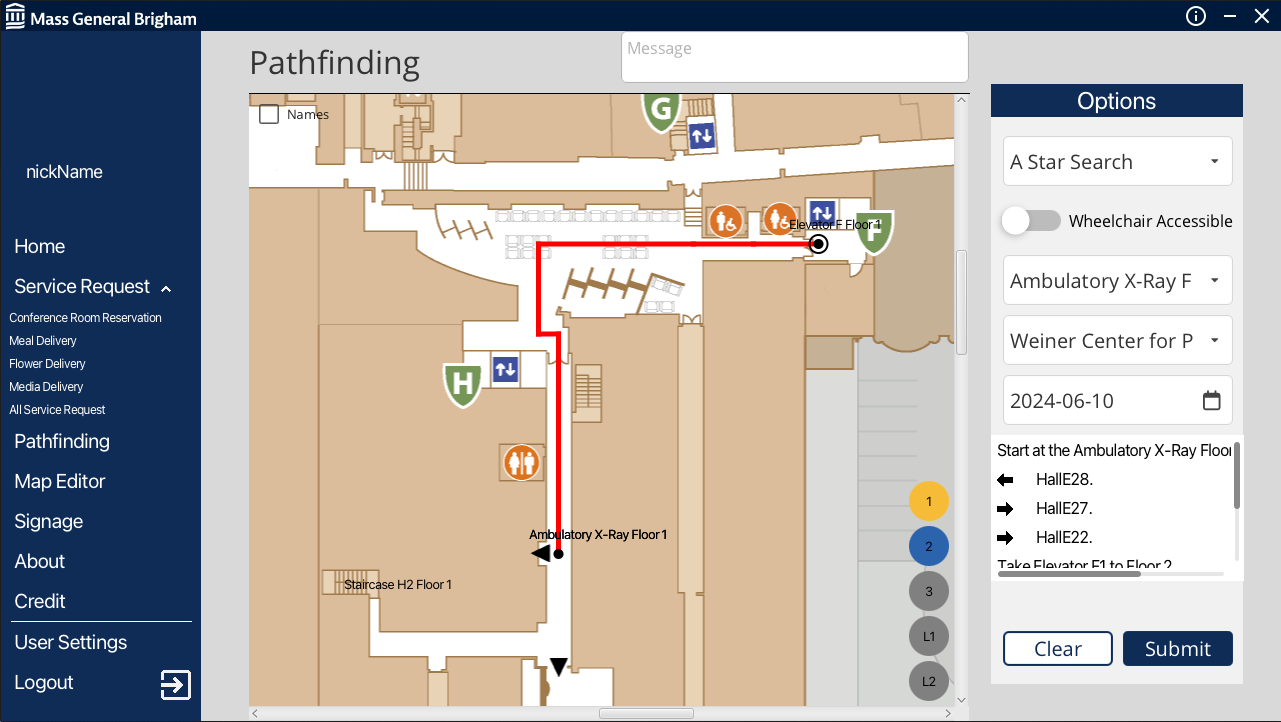 Mass General Brigham
Pathfinding
Message
nickName
Home
Service Request
Conference Room Reservation
Meal Delivery
Flower Delivery
Media Delivery
All Service Request
Pathfinding
Map Editor
Signage
About
Credit
User Settings
Logout
Names
G
Elevator F Floor 1
F
H
Ambulatory X-Ray Floor 1
Staircase H2 Floor 1
1
2
3
L1
L2
Options
A Star Search
Wheelchair Accessible
Ambulatory X-Ray F
Weiner Center for P
2024-06-10
Start at the Ambulatory X-Ray Floor
HallE28.
HallE27.
HallE22.
Take Elevator F1 to Floor 2
Clear
Submit